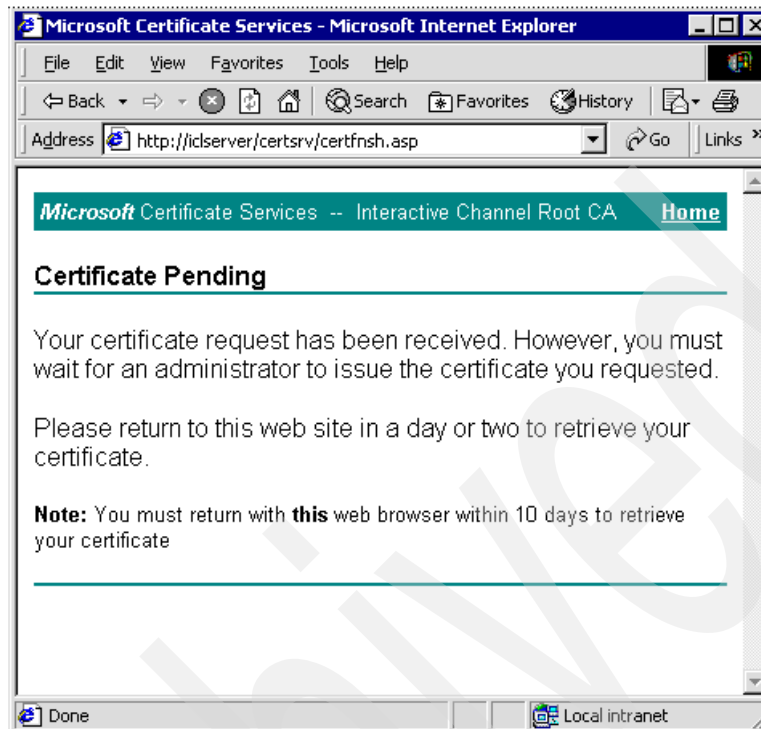 Microsoft Certificate Services - Microsoft Internet Explorer
File Edit View Favorites Tools Help
Back Search Favorites History
Address http://iclserver/certsrv/certfnsh.asp Go Links »
Microsoft Certificate Services -- Interactive Channel Root CA Home
Certificate Pending
Your certificate request has been received. However, you must
wait for an administrator to issue the certificate you requested.
Please return to this web site in a day or two to retrieve your
certificate.
Note: You must return with this web browser within 10 days to retrieve
your certificate
Done Local intranet